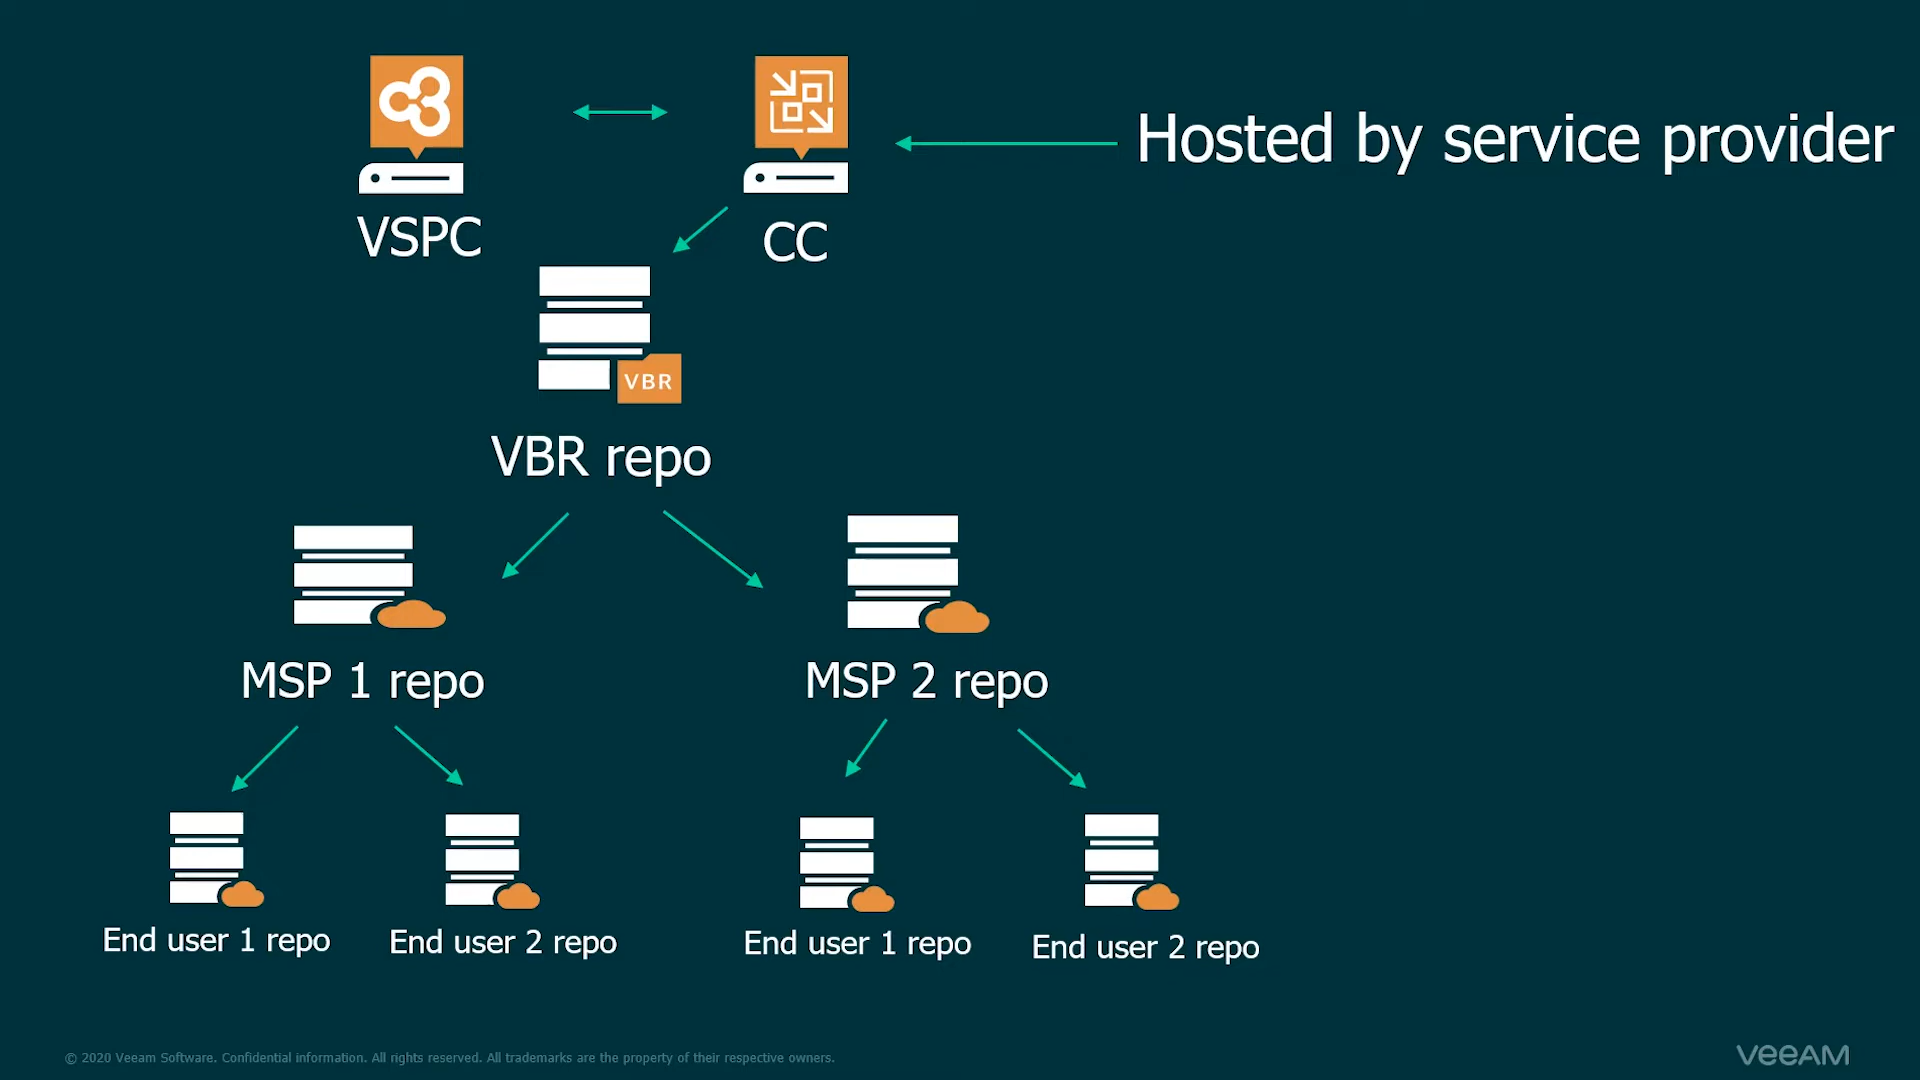 Hosted by service provider
VSPC
CC
VBR
VBR repo
MSP 1 repo
MSP 2 repo
End user 1 repo
End user 2 repo
End user 1 repo
End user 2 repo
© 2020 Veeam Software. Confidential information. All rights reserved. All trademarks are the property of their respective owners.
veeAM